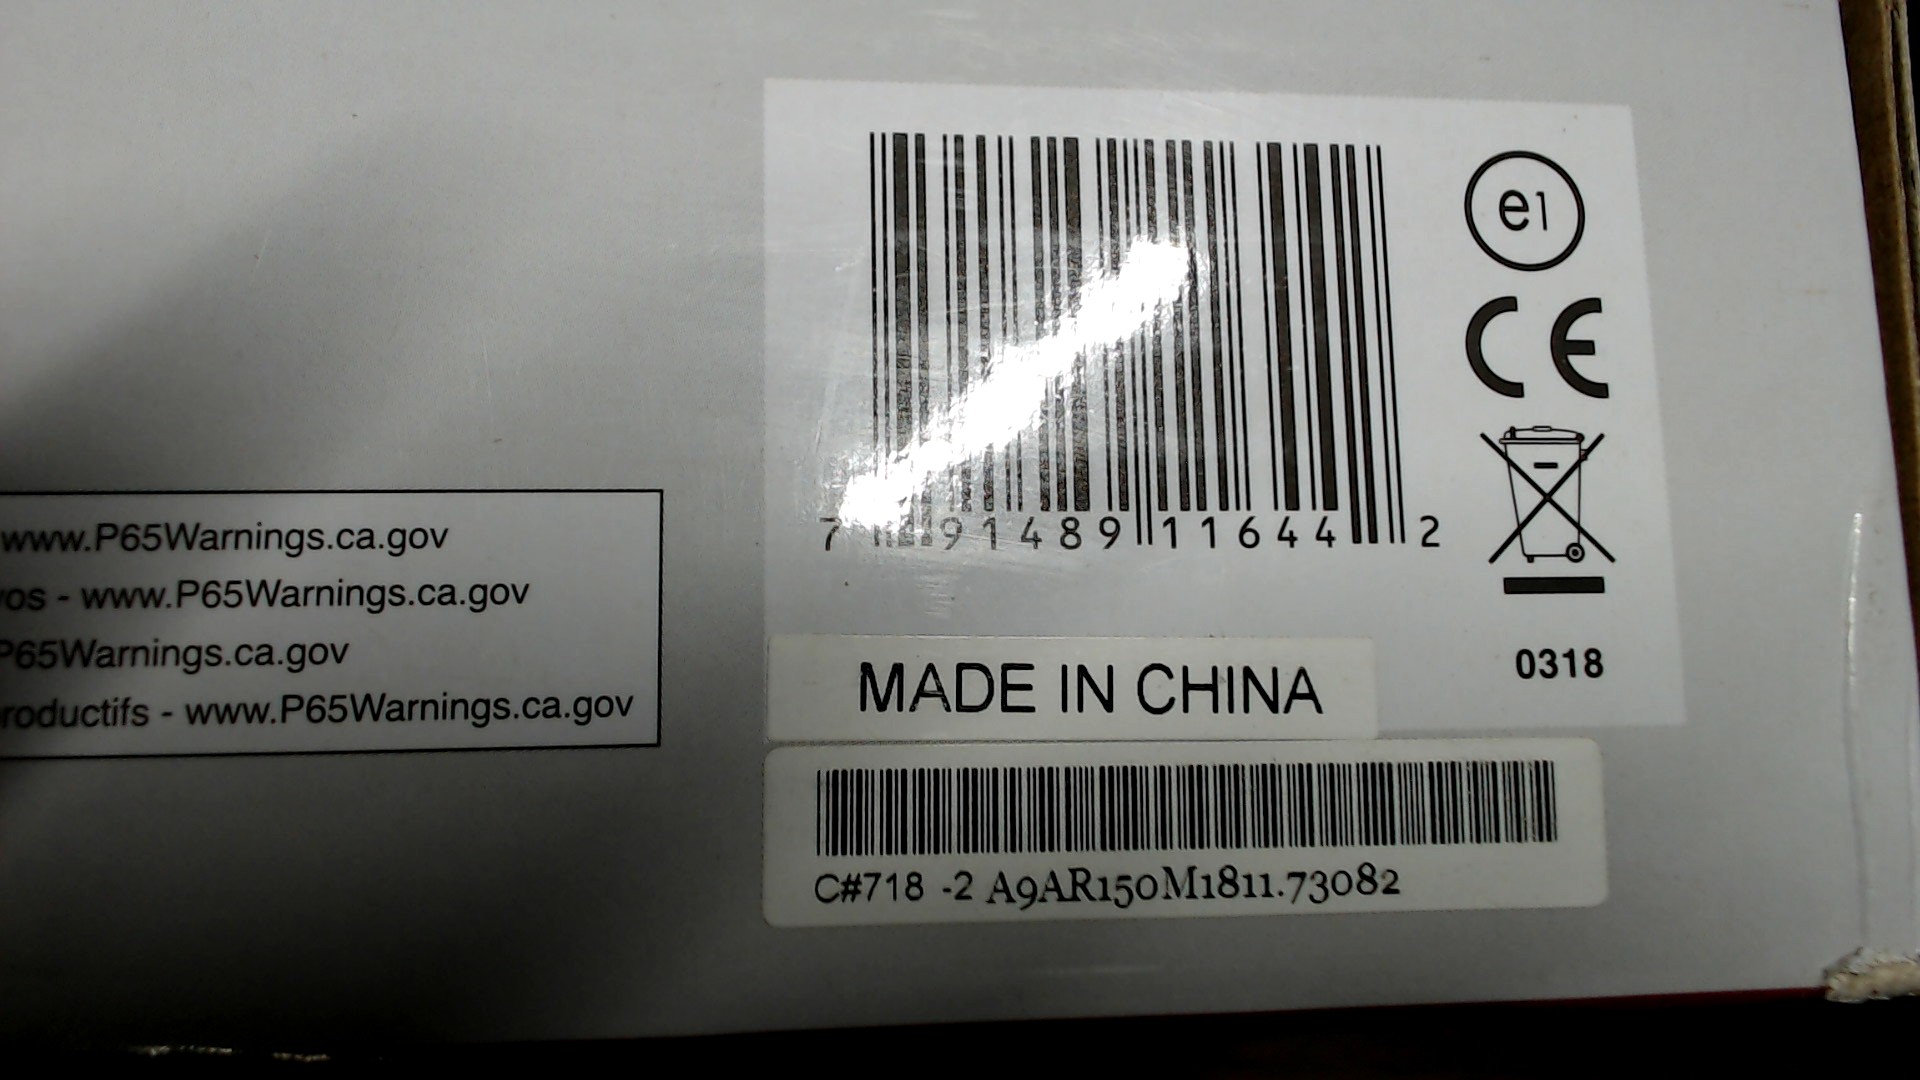 www.P65Warnings.ca.gov
vos - www.P65Warnings.ca.gov
P65Warnings.ca.gov
roductifs - www.P65Warnings.ca.gov
7 91489 11644 2
e1
CE
0318
MADE IN CHINA
C#718 -2 A9AR150M1811.73082